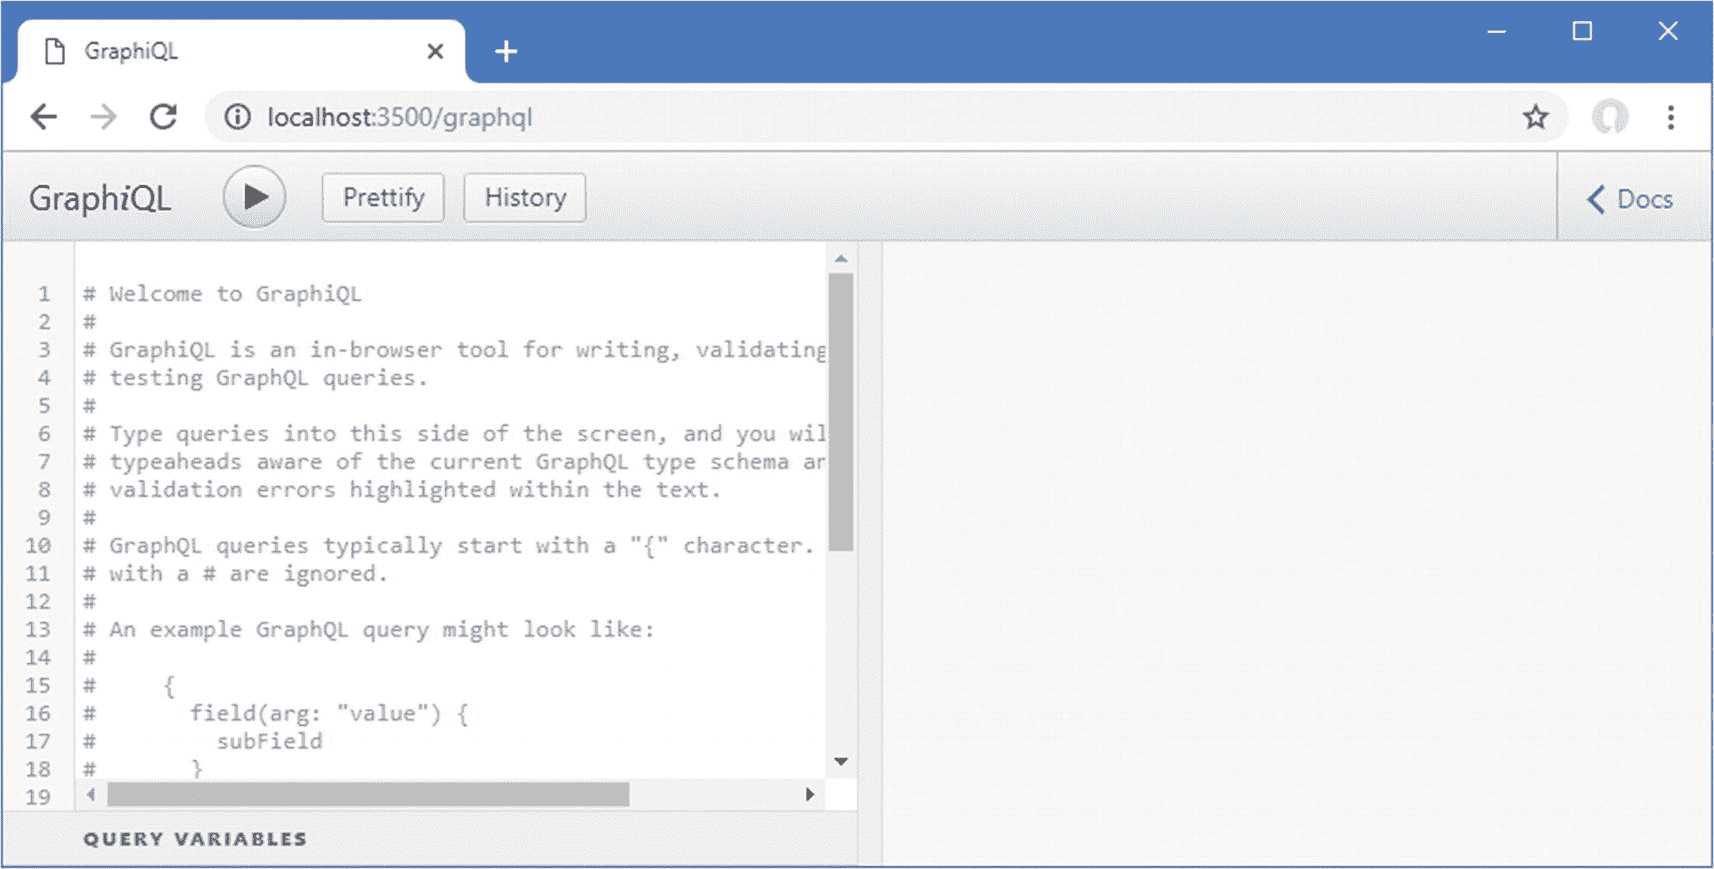 GraphiQL
localhost:3500/graphql
GraphiQL Prettify History Docs
1 # Welcome to GraphiQL
2 #
3 # GraphiQL is an in-browser tool for writing, validating
4 # testing GraphQL queries.
5 #
6 # Type queries into this side of the screen, and you wil
7 # typeaheads aware of the current GraphQL type schema an
8 # validation errors highlighted within the text.
9 #
10 # GraphQL queries typically start with a "{" character.
11 # with a # are ignored.
12 #
13 # An example GraphQL query might look like:
14 #
15 #     {
16 #       field(arg: "value") {
17 #         subField
18 #       }
19
QUERY VARIABLES